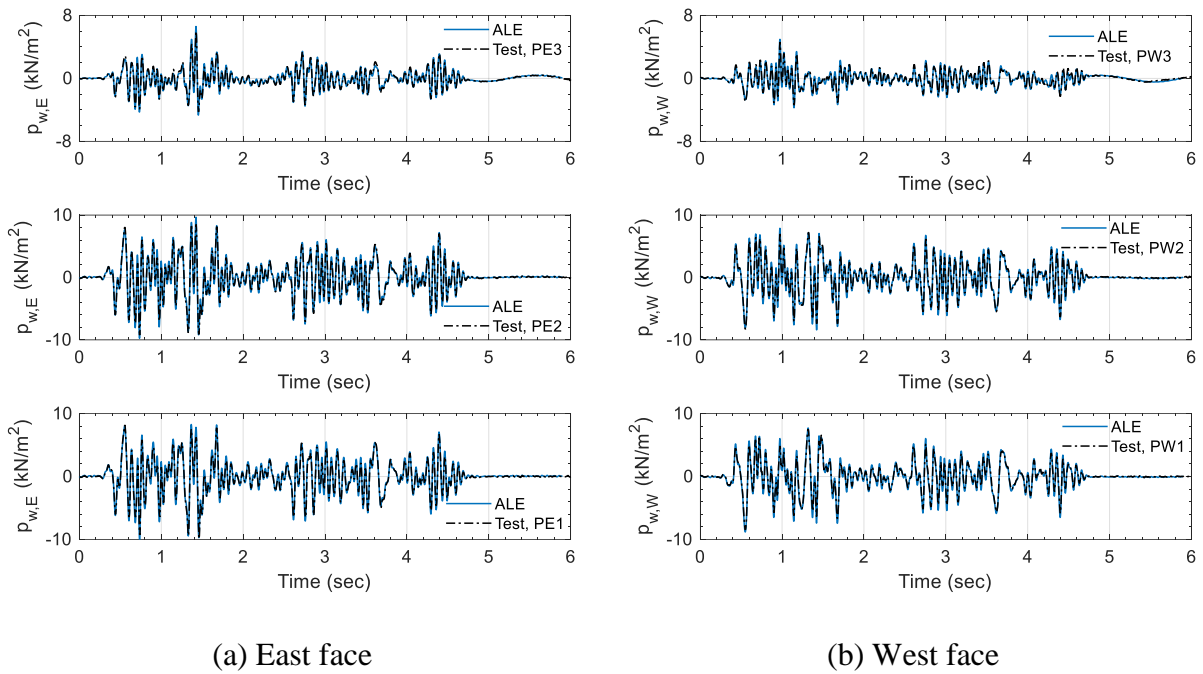 8
0
-8
p_w,E (kN/m²)
ALE
Test, PE3
0 1 2 3 4 5 6
Time (sec)
8
0
-8
p_w,W (kN/m²)
ALE
Test, PW3
0 1 2 3 4 5 6
Time (sec)
10
0
-10
p_w,E (kN/m²)
ALE
Test, PE2
0 1 2 3 4 5 6
Time (sec)
10
0
-10
p_w,W (kN/m²)
ALE
Test, PW2
0 1 2 3 4 5 6
Time (sec)
10
0
-10
p_w,E (kN/m²)
ALE
Test, PE1
0 1 2 3 4 5 6
Time (sec)
10
0
-10
p_w,W (kN/m²)
ALE
Test, PW1
0 1 2 3 4 5 6
Time (sec)
(a) East face
(b) West face